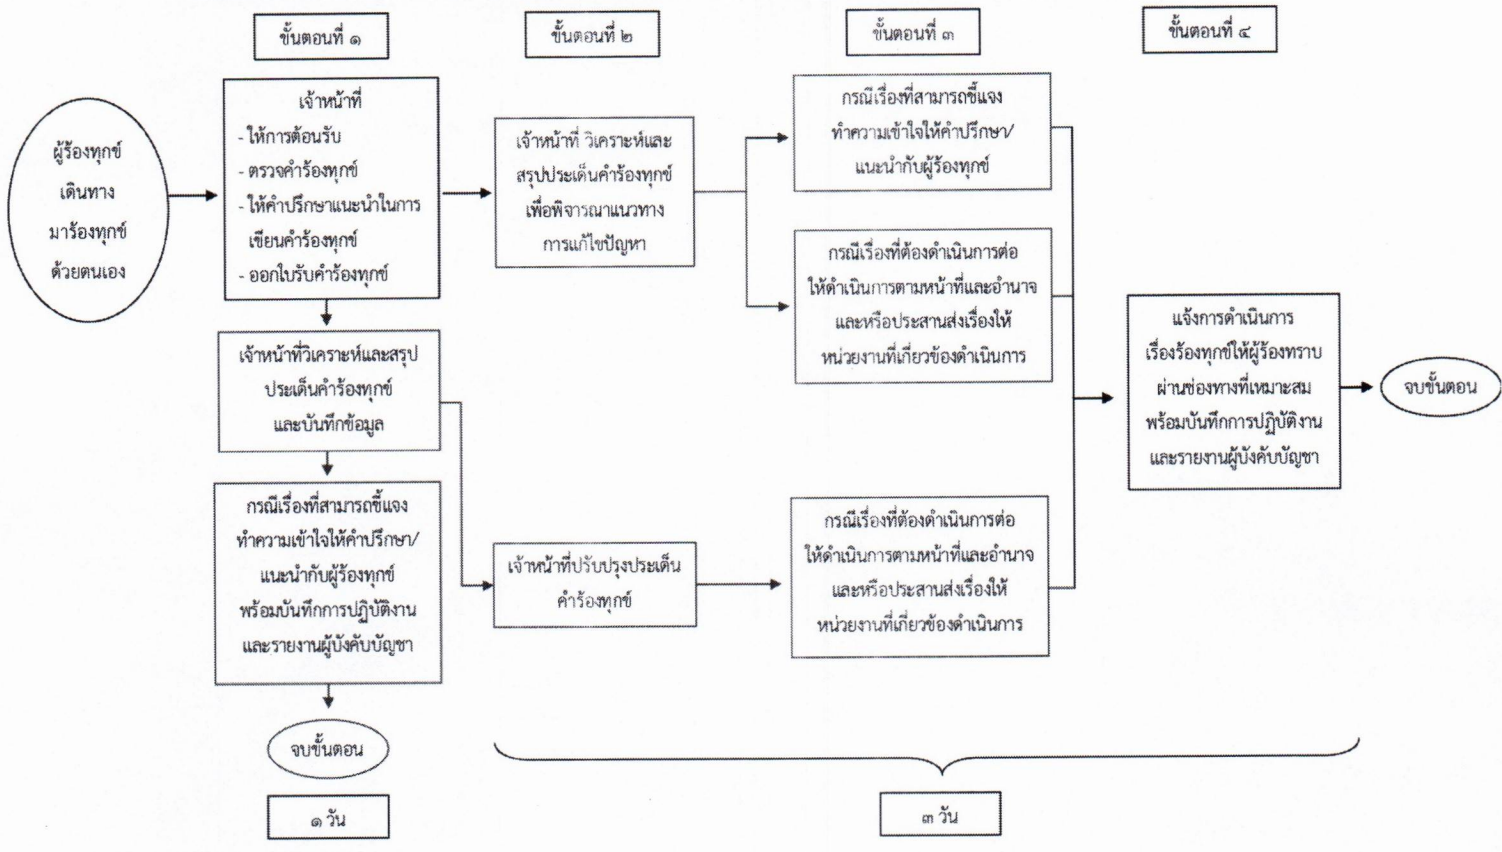 ขั้นตอนที่ ๑
ขั้นตอนที่ ๒
ขั้นตอนที่ ๓
ขั้นตอนที่ ๔
ผู้ร้องทุกข์
เดินทาง
มาร้องทุกข์
ด้วยตนเอง
เจ้าหน้าที่
- ให้การต้อนรับ
- ตรวจคำร้องทุกข์
- ให้คำปรึกษาแนะนำในการ
เขียนคำร้องทุกข์
- ออกใบรับคำร้องทุกข์
เจ้าหน้าที่วิเคราะห์และสรุป
ประเด็นคำร้องทุกข์
และบันทึกข้อมูล
กรณีเรื่องที่สามารถชี้แจง
ทำความเข้าใจให้คำปรึกษา/
แนะนำกับผู้ร้องทุกข์
พร้อมบันทึกการปฏิบัติงาน
และรายงานผู้บังคับบัญชา
จบขั้นตอน
๑ วัน
เจ้าหน้าที่ วิเคราะห์และ
สรุปประเด็นคำร้องทุกข์
เพื่อพิจารณาแนวทาง
การแก้ไขปัญหา
เจ้าหน้าที่ปรับปรุงประเด็น
คำร้องทุกข์
กรณีเรื่องที่สามารถชี้แจง
ทำความเข้าใจให้คำปรึกษา/
แนะนำกับผู้ร้องทุกข์
กรณีเรื่องที่ต้องดำเนินการต่อ
ให้ดำเนินการตามหน้าที่และอำนาจ
และหรือประสานส่งเรื่องให้
หน่วยงานที่เกี่ยวข้องดำเนินการ
กรณีเรื่องที่ต้องดำเนินการต่อ
ให้ดำเนินการตามหน้าที่และอำนาจ
และหรือประสานส่งเรื่องให้
หน่วยงานที่เกี่ยวข้องดำเนินการ
แจ้งการดำเนินการ
เรื่องร้องทุกข์ให้ผู้ร้องทราบ
ผ่านช่องทางที่เหมาะสม
พร้อมบันทึกการปฏิบัติงาน
และรายงานผู้บังคับบัญชา
จบขั้นตอน
๓ วัน